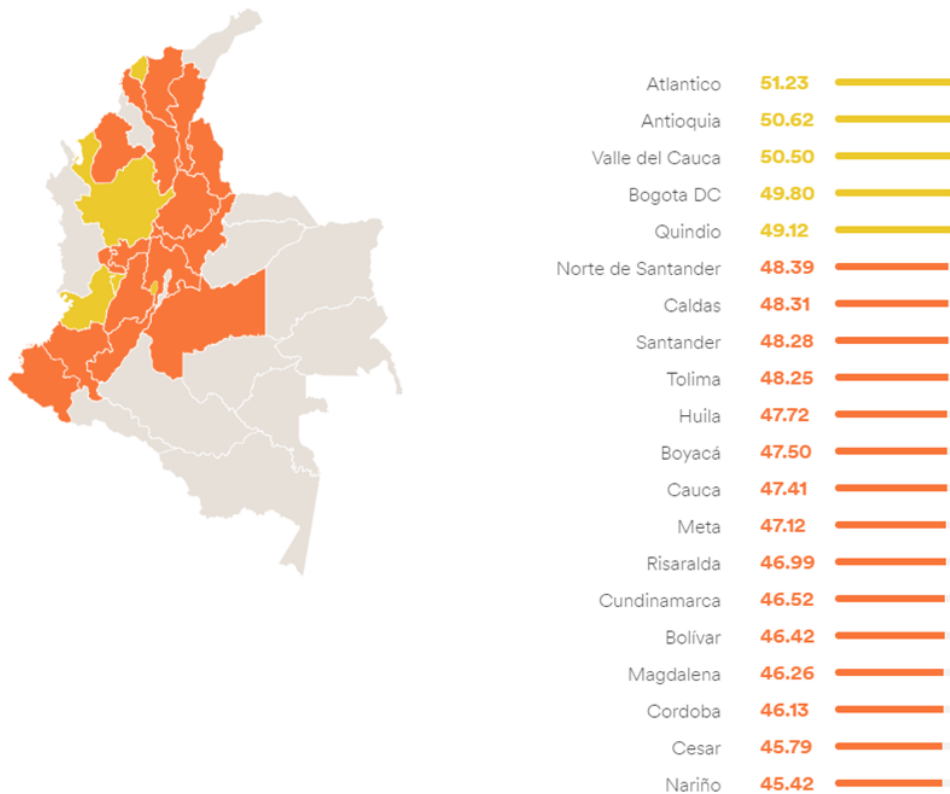 Atlantico 51.23
Antioquia 50.62
Valle del Cauca 50.50
Bogota DC 49.80
Quindio 49.12
Norte de Santander 48.39
Caldas 48.31
Santander 48.28
Tolima 48.25
Huila 47.72
Boyacá 47.50
Cauca 47.41
Meta 47.12
Risaralda 46.99
Cundinamarca 46.52
Bolívar 46.42
Magdalena 46.26
Cordoba 46.13
Cesar 45.79
Nariño 45.42